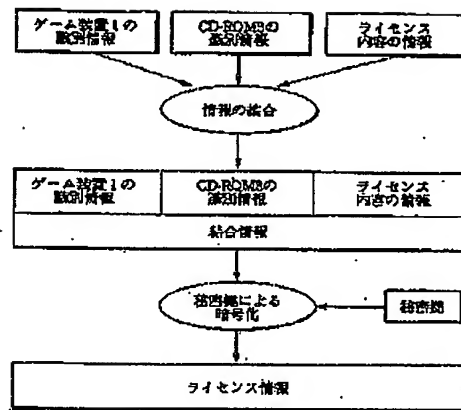 ゲーム装置1の
識別情報
CD-ROM3の
識別情報
ライセンス
内容の情報
情報の結合
ゲーム装置1の
識別情報
CD-ROM3の
識別情報
ライセンス
内容の情報
結合情報
秘密鍵による
暗号化
秘密鍵
ライセンス情報